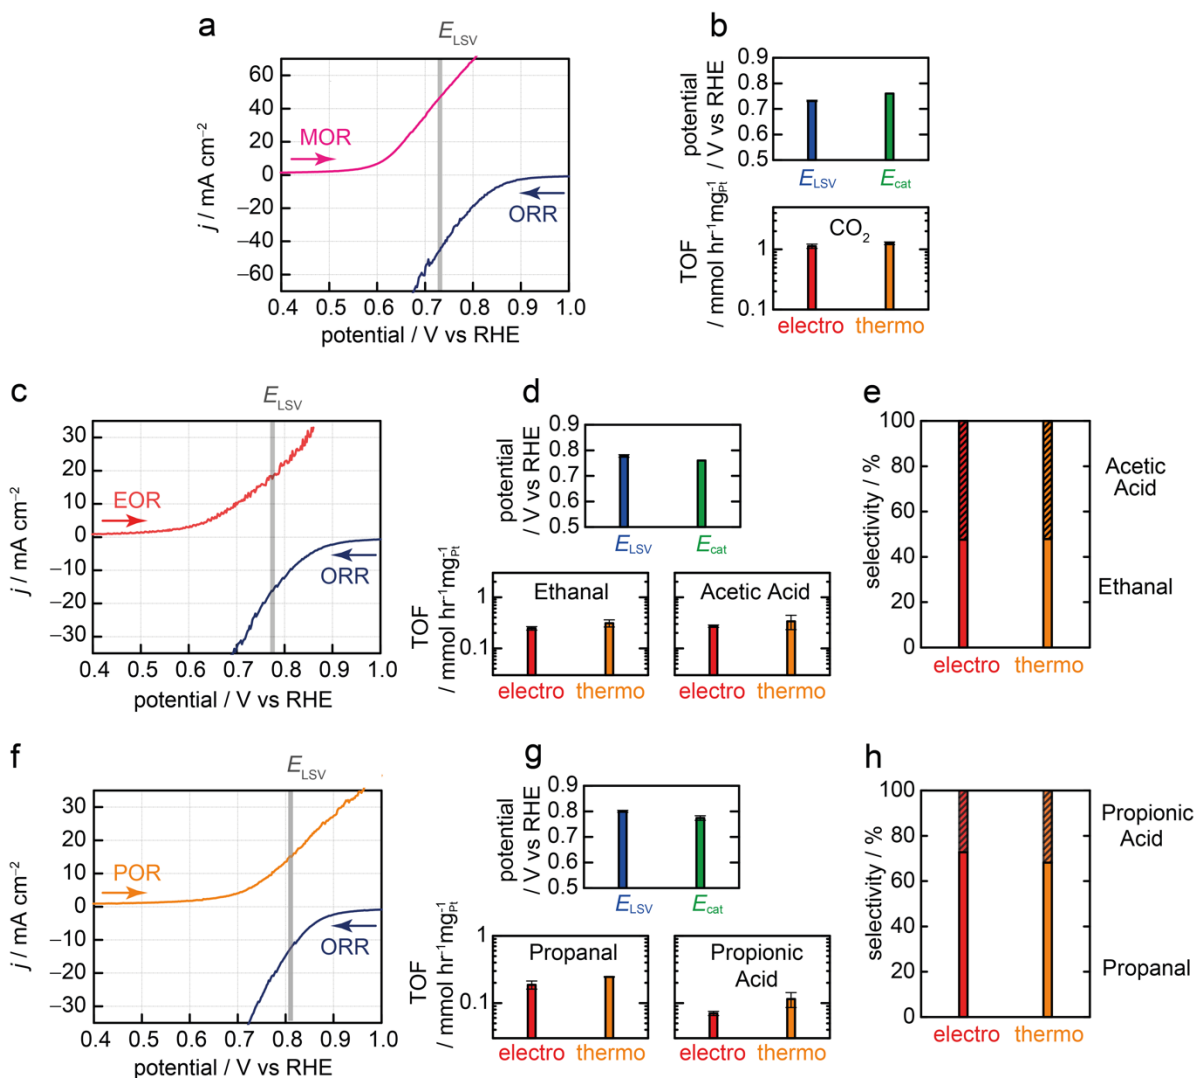 a
E_LSV
60
40
20
0
−20
−40
−60
j / mA cm⁻²
MOR
ORR
0.4 0.5 0.6 0.7 0.8 0.9 1.0
potential / V vs RHE
b
0.9
0.8
0.7
0.6
0.5
potential
/ V vs RHE
E_LSV E_cat
TOF
/ mmol hr⁻¹mg⁻¹_Pt
1
0.1
CO₂
electro thermo
c
E_LSV
30
20
10
0
−10
−20
−30
j / mA cm⁻²
EOR
ORR
0.4 0.5 0.6 0.7 0.8 0.9 1.0
potential / V vs RHE
d
0.9
0.8
0.7
0.6
0.5
potential
/ V vs RHE
E_LSV E_cat
TOF
/ mmol hr⁻¹mg⁻¹_Pt
1
0.1
Ethanal
electro thermo
Acetic Acid
electro thermo
e
100
80
60
40
20
0
selectivity / %
electro thermo
Acetic
Acid
Ethanal
f
E_LSV
30
20
10
0
−10
−20
−30
j / mA cm⁻²
POR
ORR
0.4 0.5 0.6 0.7 0.8 0.9 1.0
potential / V vs RHE
g
0.9
0.8
0.7
0.6
0.5
potential
/ V vs RHE
E_LSV E_cat
TOF
/ mmol hr⁻¹mg⁻¹_Pt
1
0.1
Propanal
electro thermo
Propionic
Acid
electro thermo
h
100
80
60
40
20
0
selectivity / %
electro thermo
Propionic
Acid
Propanal